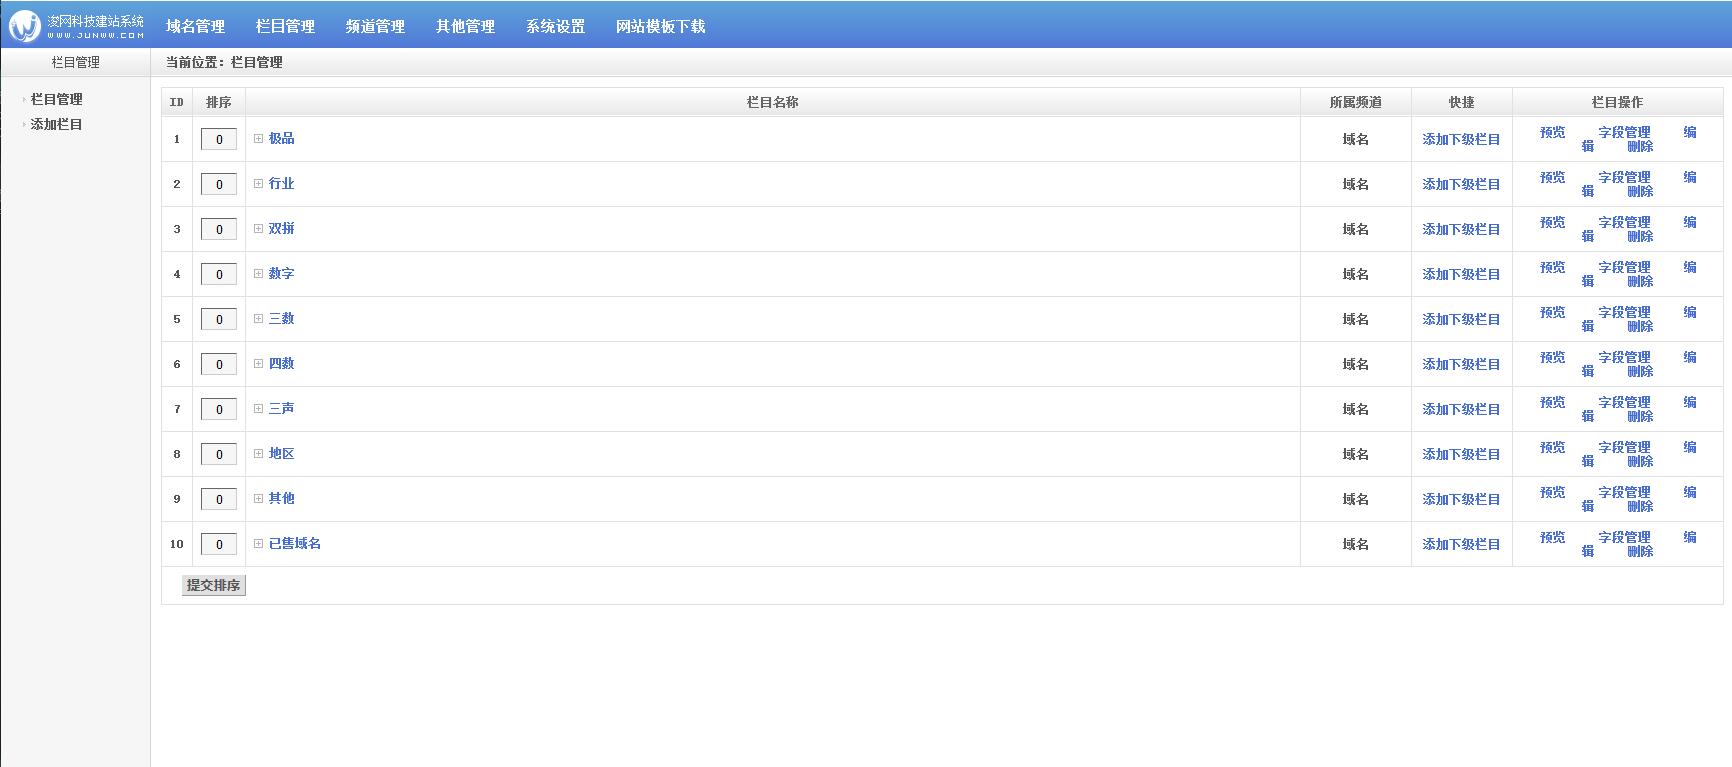 浚网科技建站系统
WWW.JUNWW.COM
域名管理 栏目管理 频道管理 其他管理 系统设置 网站模板下载
栏目管理
当前位置：栏目管理
栏目管理
添加栏目
ID 排序 栏目名称 所属频道 快捷 栏目操作
1 0 极品 域名 添加下级栏目 预览 字段管理 编
辑 删除
2 0 行业 域名 添加下级栏目 预览 字段管理 编
辑 删除
3 0 双拼 域名 添加下级栏目 预览 字段管理 编
辑 删除
4 0 数字 域名 添加下级栏目 预览 字段管理 编
辑 删除
5 0 三数 域名 添加下级栏目 预览 字段管理 编
辑 删除
6 0 四数 域名 添加下级栏目 预览 字段管理 编
辑 删除
7 0 三声 域名 添加下级栏目 预览 字段管理 编
辑 删除
8 0 地区 域名 添加下级栏目 预览 字段管理 编
辑 删除
9 0 其他 域名 添加下级栏目 预览 字段管理 编
辑 删除
10 0 已售域名 域名 添加下级栏目 预览 字段管理 编
辑 删除
提交排序